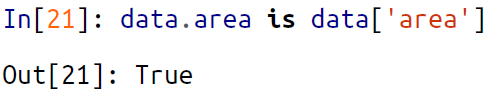 In[21]: data.area is data['area']
Out[21]: True